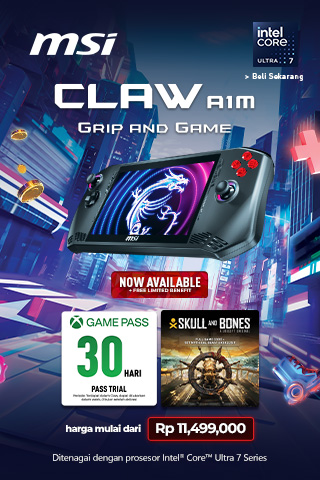 msi
intel
CORE
ULTRA 7
> Beli Sekarang
CLAW A1M
GRIP AND GAME
msi
NOW AVAILABLE
+ FREE LIMITED BENEFIT
GAME PASS
30
HARI
PASS TRIAL
SKULL AND BONES
harga mulai dari
Rp 11,499,000
Ditenagai dengan prosesor Intel® Core™ Ultra 7 Series